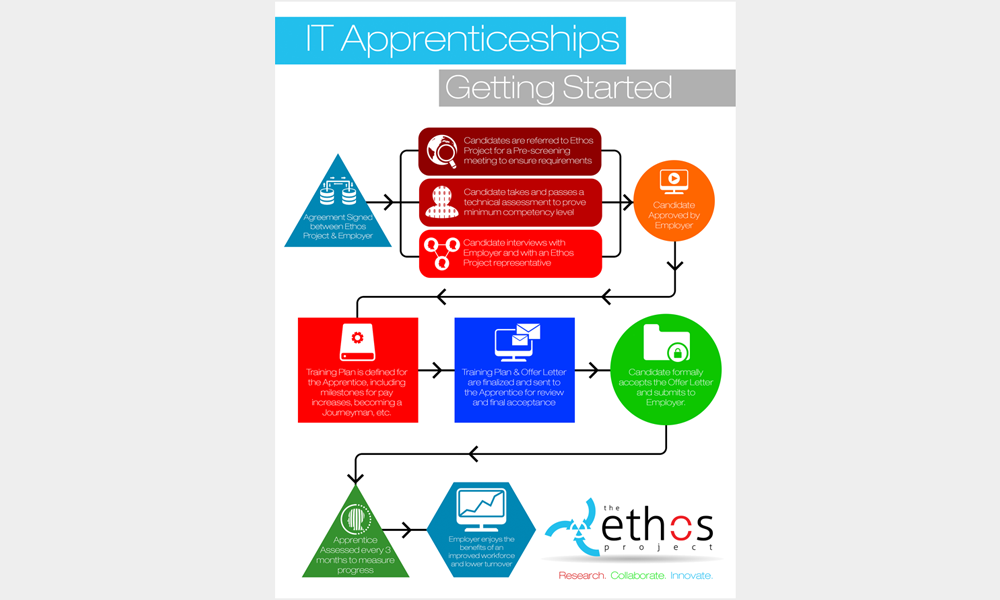 IT Apprenticeships
Getting Started
Candidates are referred to Ethos
Project for a Pre-screening
meeting to ensure requirements
Agreement Signed
between Ethos
Project & Employer
Candidate takes and passes a
technical assessment to prove
minimum competency level
Candidate interviews with
Employer and with an Ethos
Project representative
Candidate
Approved by
Employer
Training Plan is defined for
the Apprentice, including
milestones for pay
increases, becoming a
Journeyman, etc.
Training Plan & Offer Letter
are finalized and sent to
the Apprentice for review
and final acceptance
Candidate formally
accepts the Offer Letter
and submits to
Employer.
Apprentice
Assessed every 3
months to measure
progress
Employer enjoys the
benefits of an
improved workforce
and lower turnover
the
ethos
project
Research. Collaborate. Innovate.